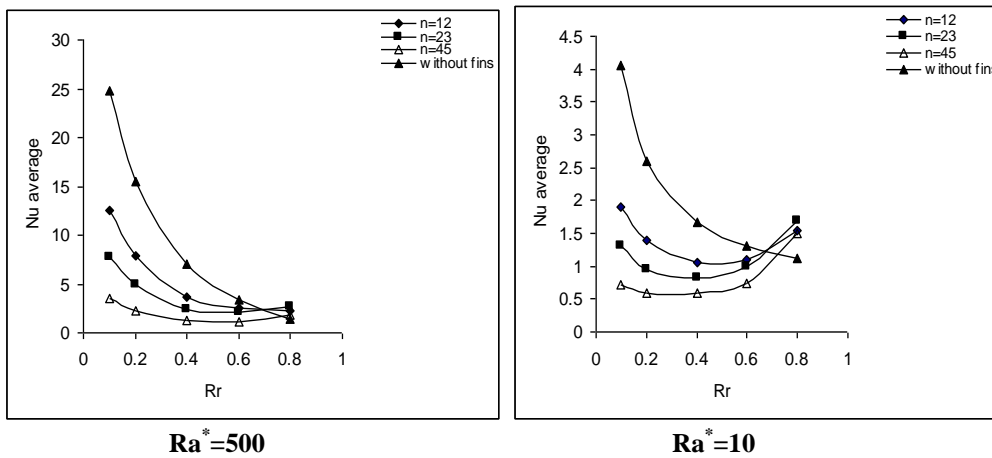 n=12
n=23
n=45
without fins
30
25
20
15
10
5
0
0 0.2 0.4 0.6 0.8 1
Nu average
Rr
Ra*=500
n=12
n=23
n=45
without fins
4.5
4
3.5
3
2.5
2
1.5
1
0.5
0
0 0.2 0.4 0.6 0.8 1
Nu average
Rr
Ra*=10